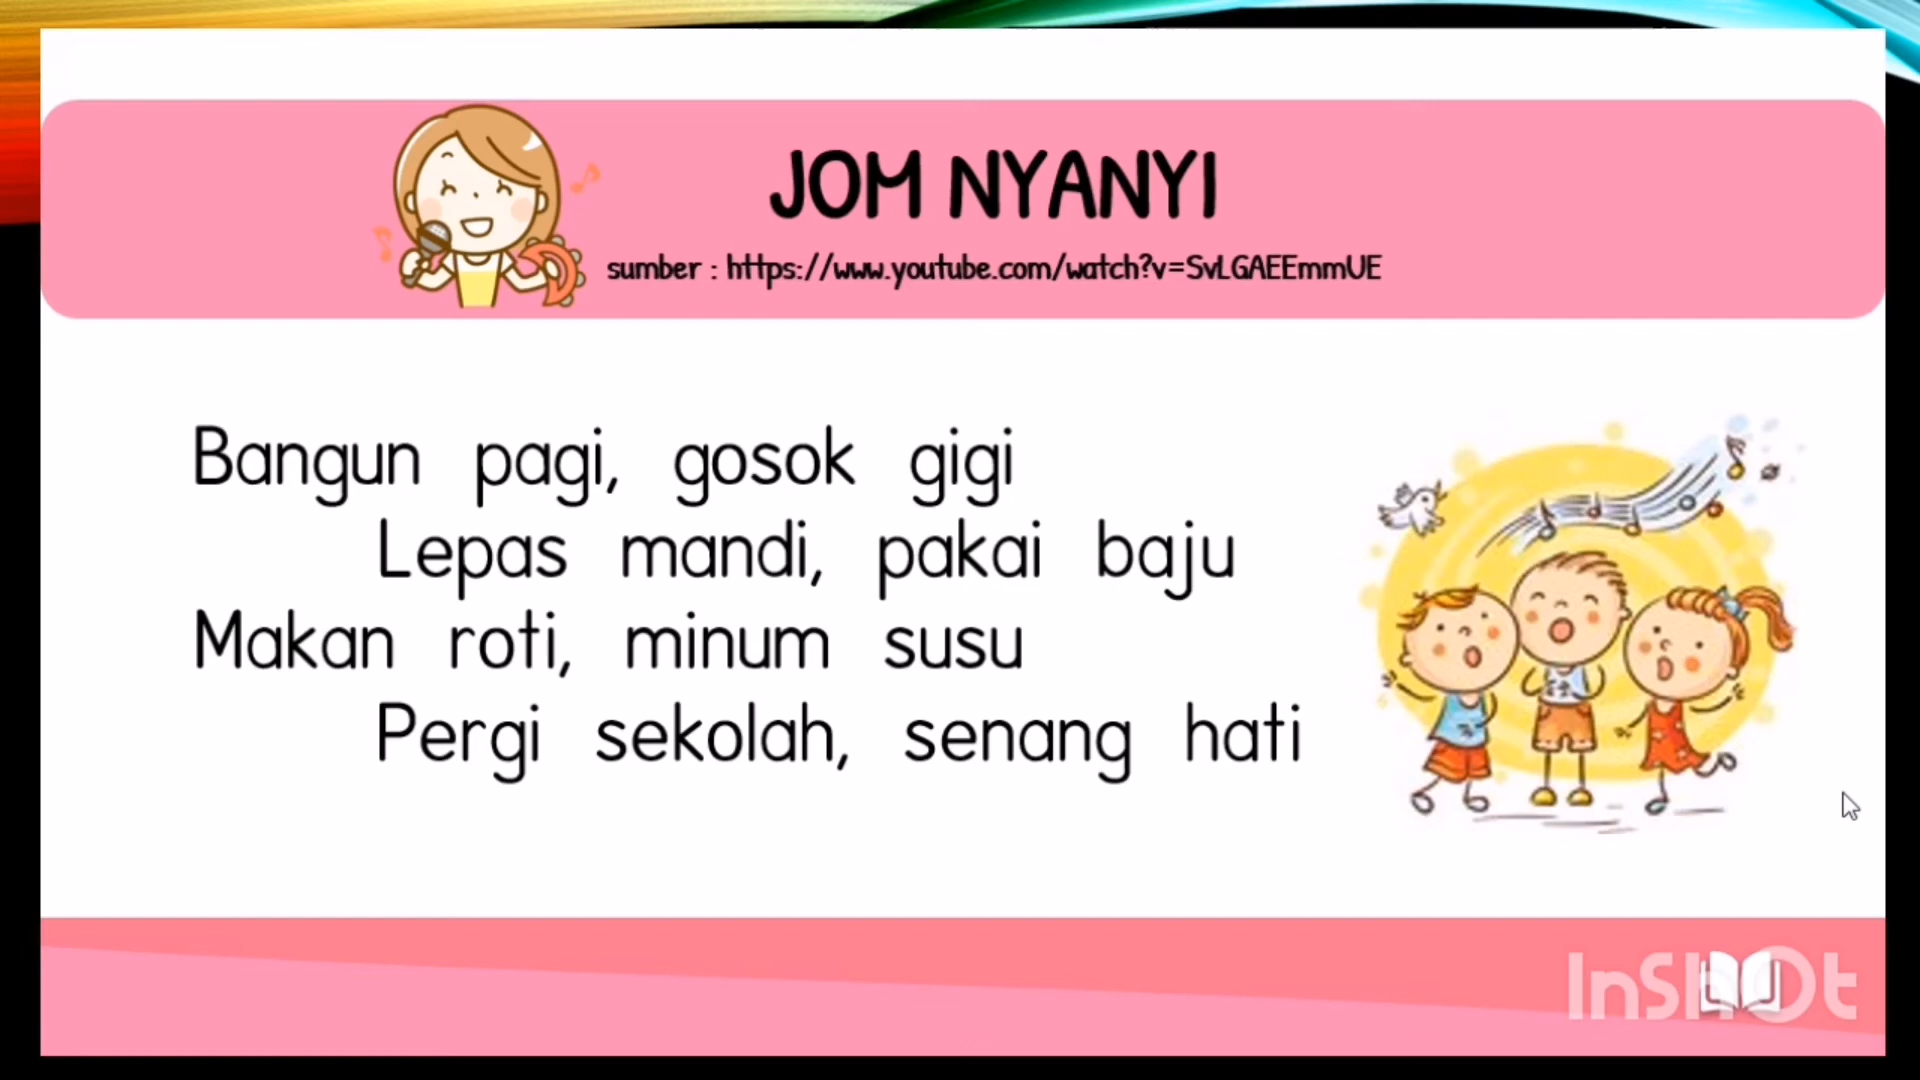 JOM NYANYI
sumber : https://www.youtube.com/watch?v=SvLGAEEmmUE
Bangun pagi, gosok gigi
Lepas mandi, pakai baju
Makan roti, minum susu
Pergi sekolah, senang hati
InShOt